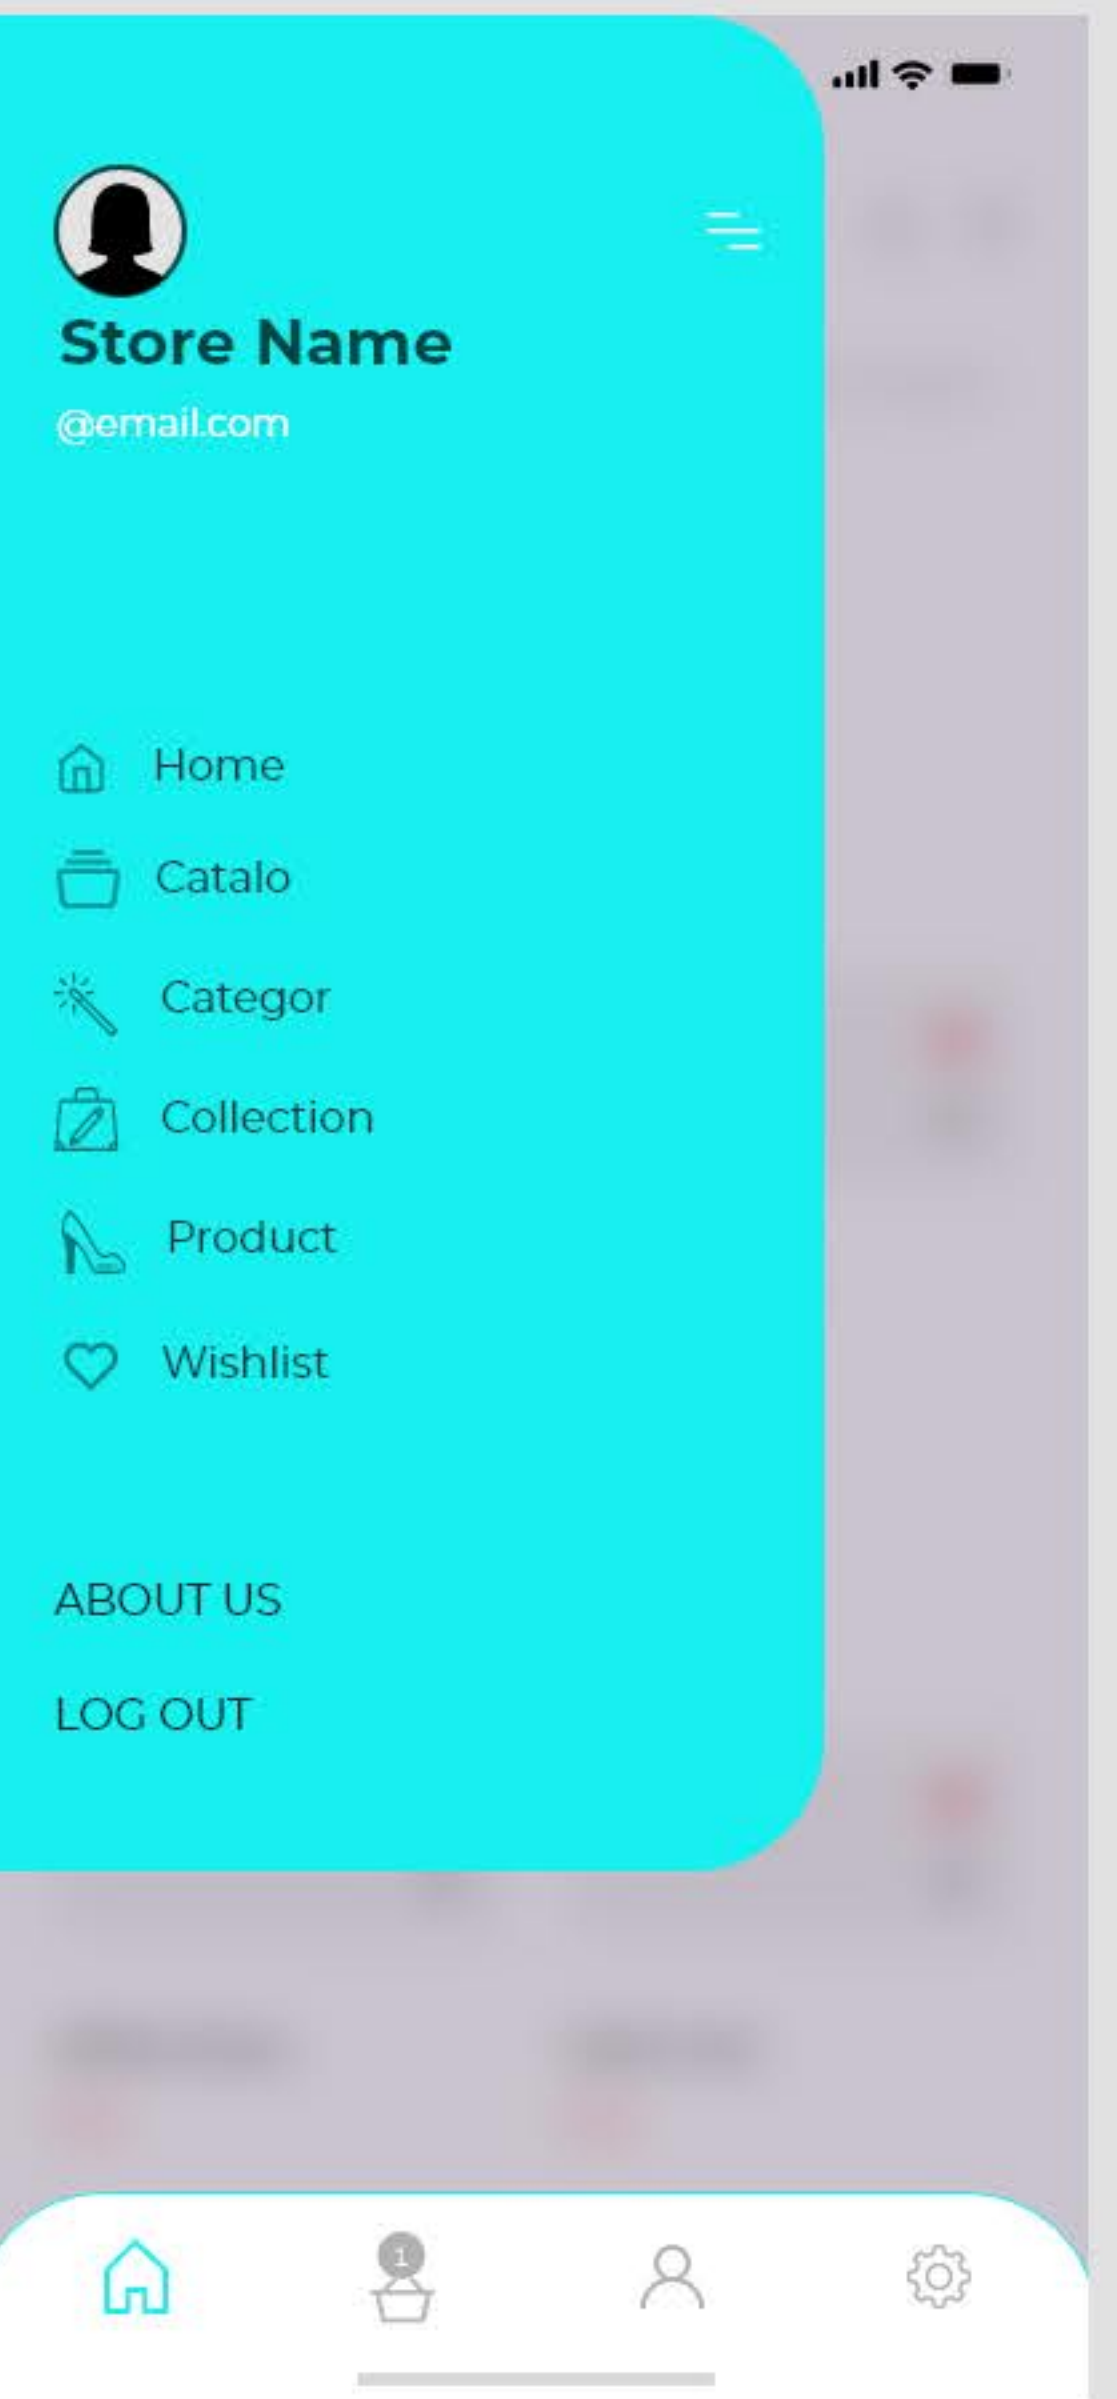 Store Name
@email.com
Home
Catalo
Categor
Collection
Product
Wishlist
ABOUT US
LOG OUT
1